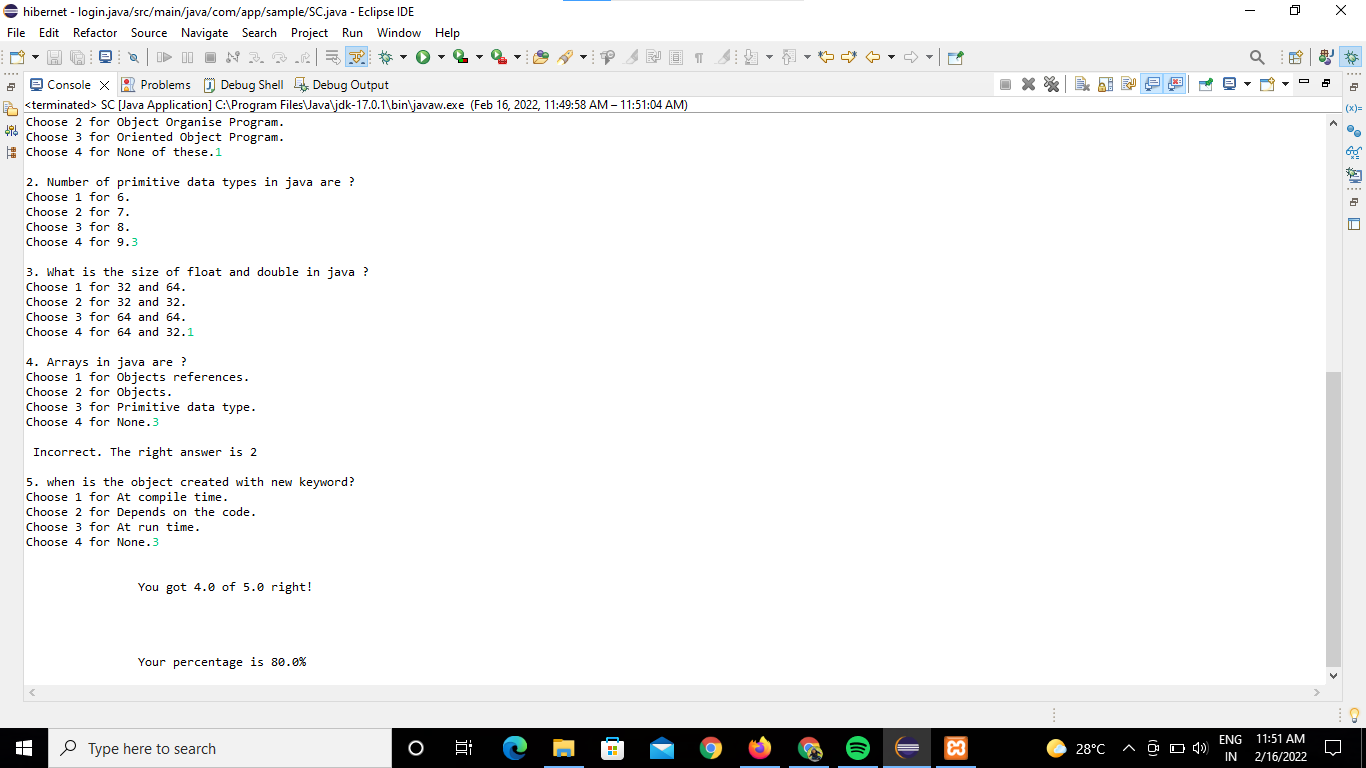 hibernet - login.java/src/main/java/com/app/sample/SC.java - Eclipse IDE
File Edit Refactor Source Navigate Search Project Run Window Help
Console Problems Debug Shell Debug Output
<terminated> SC [Java Application] C:\Program Files\Java\jdk-17.0.1\bin\javaw.exe (Feb 16, 2022, 11:49:58 AM – 11:51:04 AM)
Choose 2 for Object Organise Program.
Choose 3 for Oriented Object Program.
Choose 4 for None of these.1
2. Number of primitive data types in java are ?
Choose 1 for 6.
Choose 2 for 7.
Choose 3 for 8.
Choose 4 for 9.3
3. What is the size of float and double in java ?
Choose 1 for 32 and 64.
Choose 2 for 32 and 32.
Choose 3 for 64 and 64.
Choose 4 for 64 and 32.1
4. Arrays in java are ?
Choose 1 for Objects references.
Choose 2 for Objects.
Choose 3 for Primitive data type.
Choose 4 for None.3
Incorrect. The right answer is 2
5. when is the object created with new keyword?
Choose 1 for At compile time.
Choose 2 for Depends on the code.
Choose 3 for At run time.
Choose 4 for None.3
You got 4.0 of 5.0 right!
Your percentage is 80.0%
Type here to search
28°C
ENG
IN
11:51 AM
2/16/2022